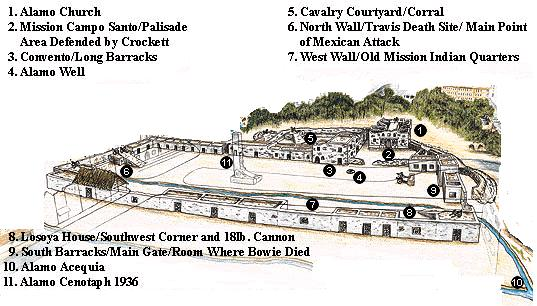 1. Alamo Church
2. Mission Campo Santo/Palisade
Area Defended by Crockett
3. Convento/Long Barracks
4. Alamo Well
5. Cavalry Courtyard/Corral
6. North Wall/Travis Death Site/ Main Point
of Mexican Attack
7. West Wall/Old Mission Indian Quarters
1
5
2
11
3
4
6
9
7
8
8. Losoya House/Southwest Corner and 18lb. Cannon
9. South Barracks/Main Gate/Room Where Bowie Died
10. Alamo Acequia
11. Alamo Cenotaph 1936
10